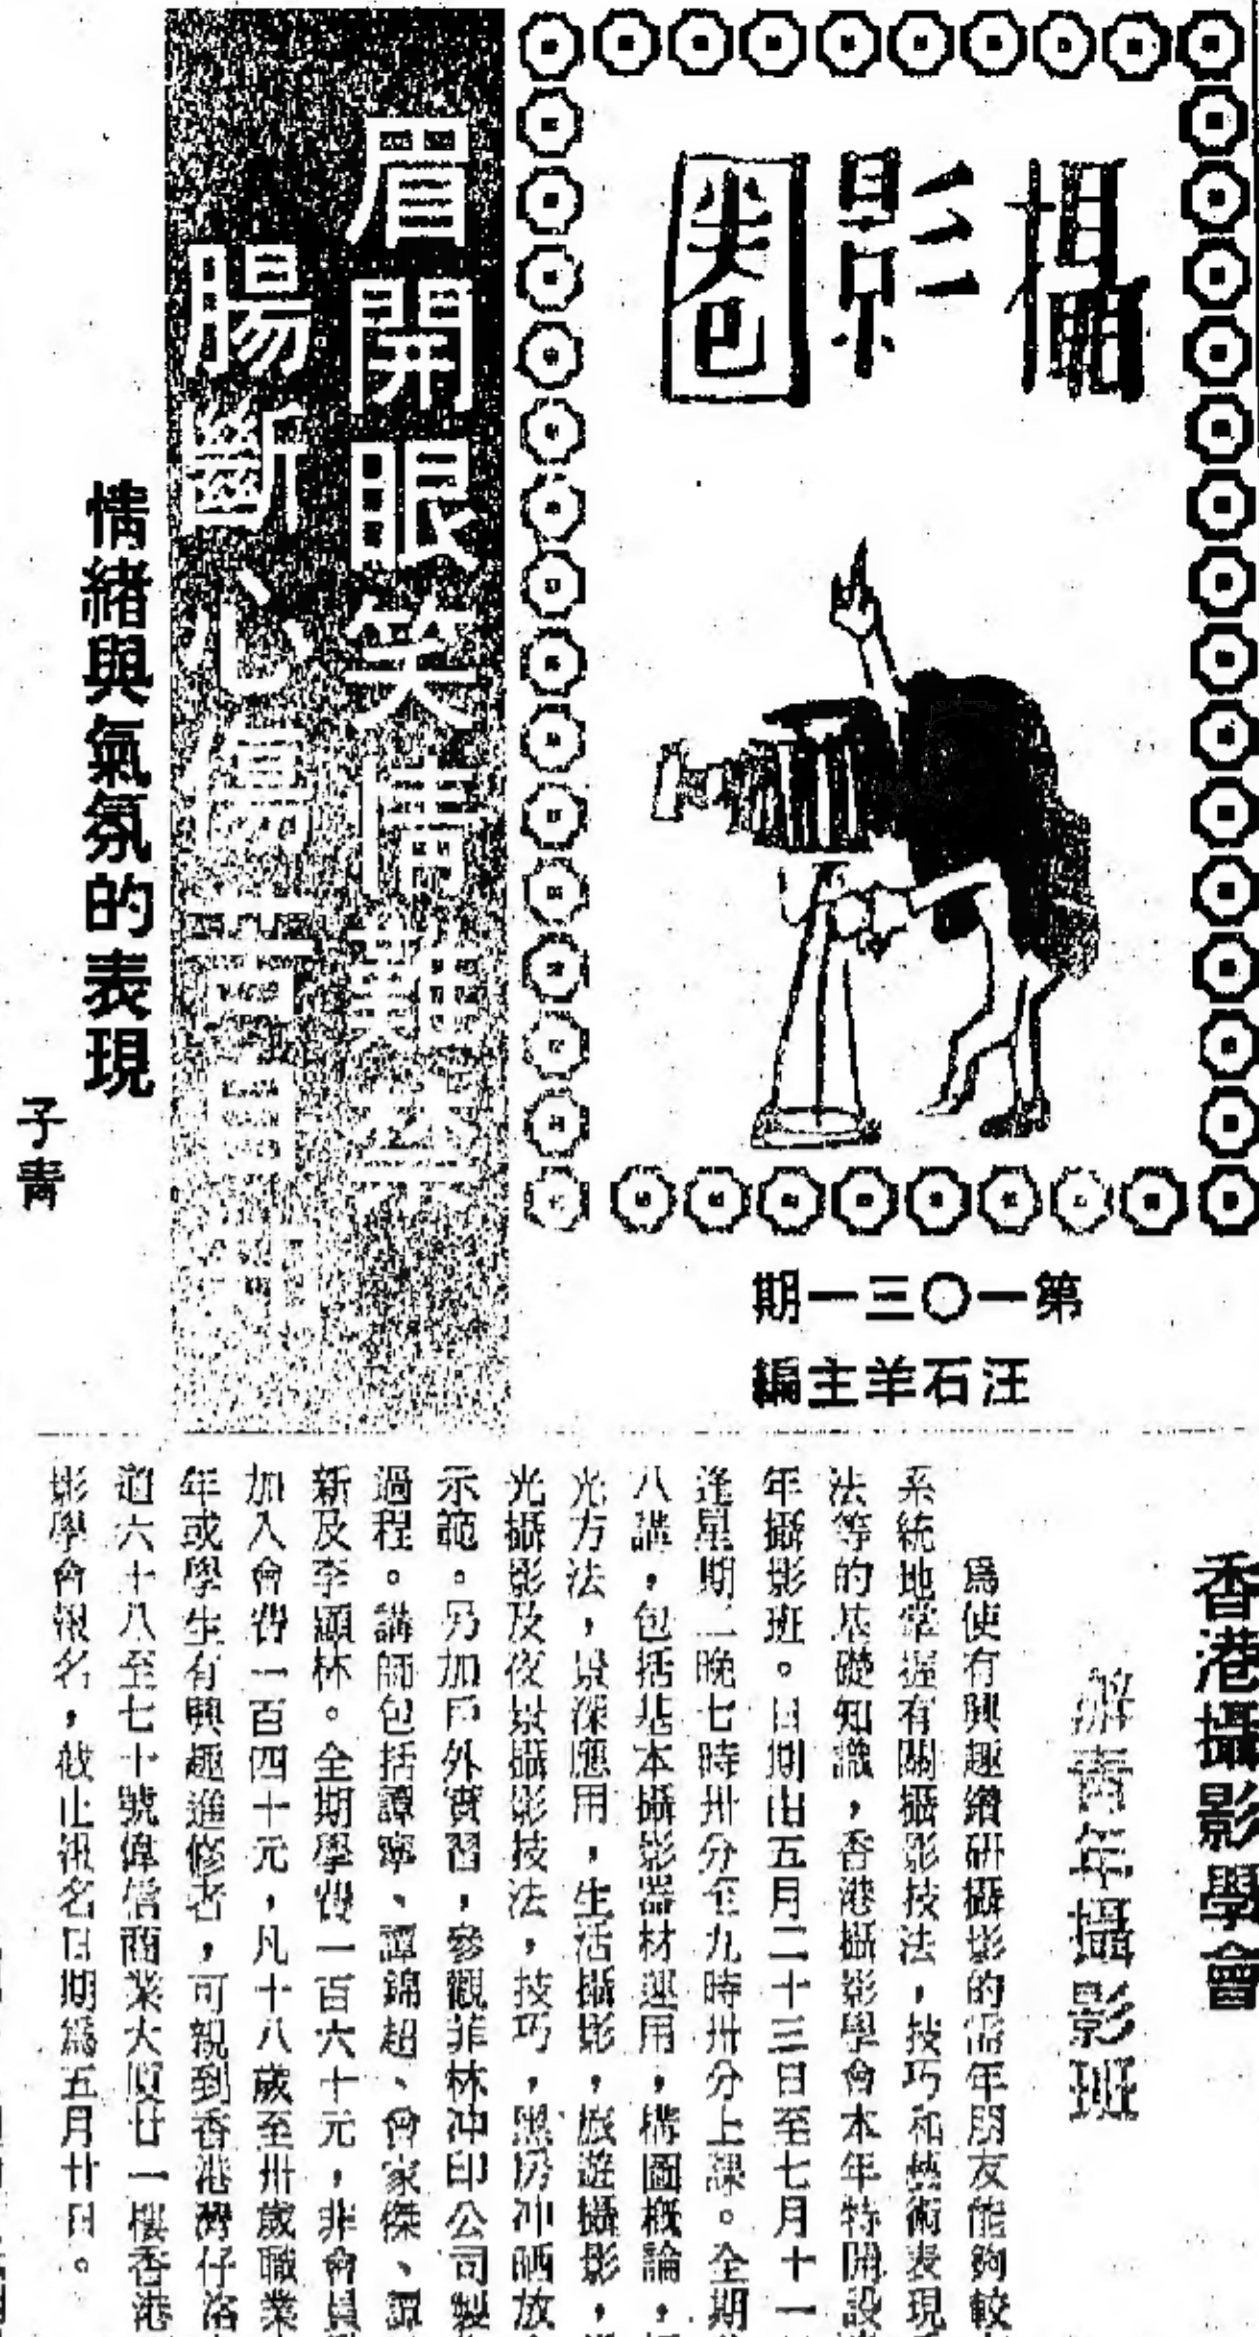 攝影圈
第一〇三一期
汪石羊主編
眉開眼笑情難禁
腸斷心傷
情緒與氣氛的表現
子青
香港攝影學會
辦青年攝影班
爲使有興趣鑽研攝影的青年朋友能夠較
系統地掌握有關攝影技法,技巧和藝術表現
法等的基礎知識,香港攝影學會本年特開設
年攝影班。日期由五月二十三日至七月十一
逢星期二晚七時卅分至九時卅分上課。全期
八講,包括基本攝影器材運用,構圖概論,
光方法,景深應用,生活攝影,旅遊攝影,
光攝影及夜景攝影技法,技巧,黑房冲晒放
示範。另加戶外實習,參觀菲林冲印公司製
過程。講師包括譚寧、譚錦超、曾家傑、
新及李顯林。全期學費一百六十元,非會員
加入會費一百四十元,凡十八歲至卅歲職業
年或學生有興趣進修者,可親到香港灣仔洛
道六十八至七十號偉信商業大廈廿一樓香港
影學會報名,截止報名日期爲五月廿日。